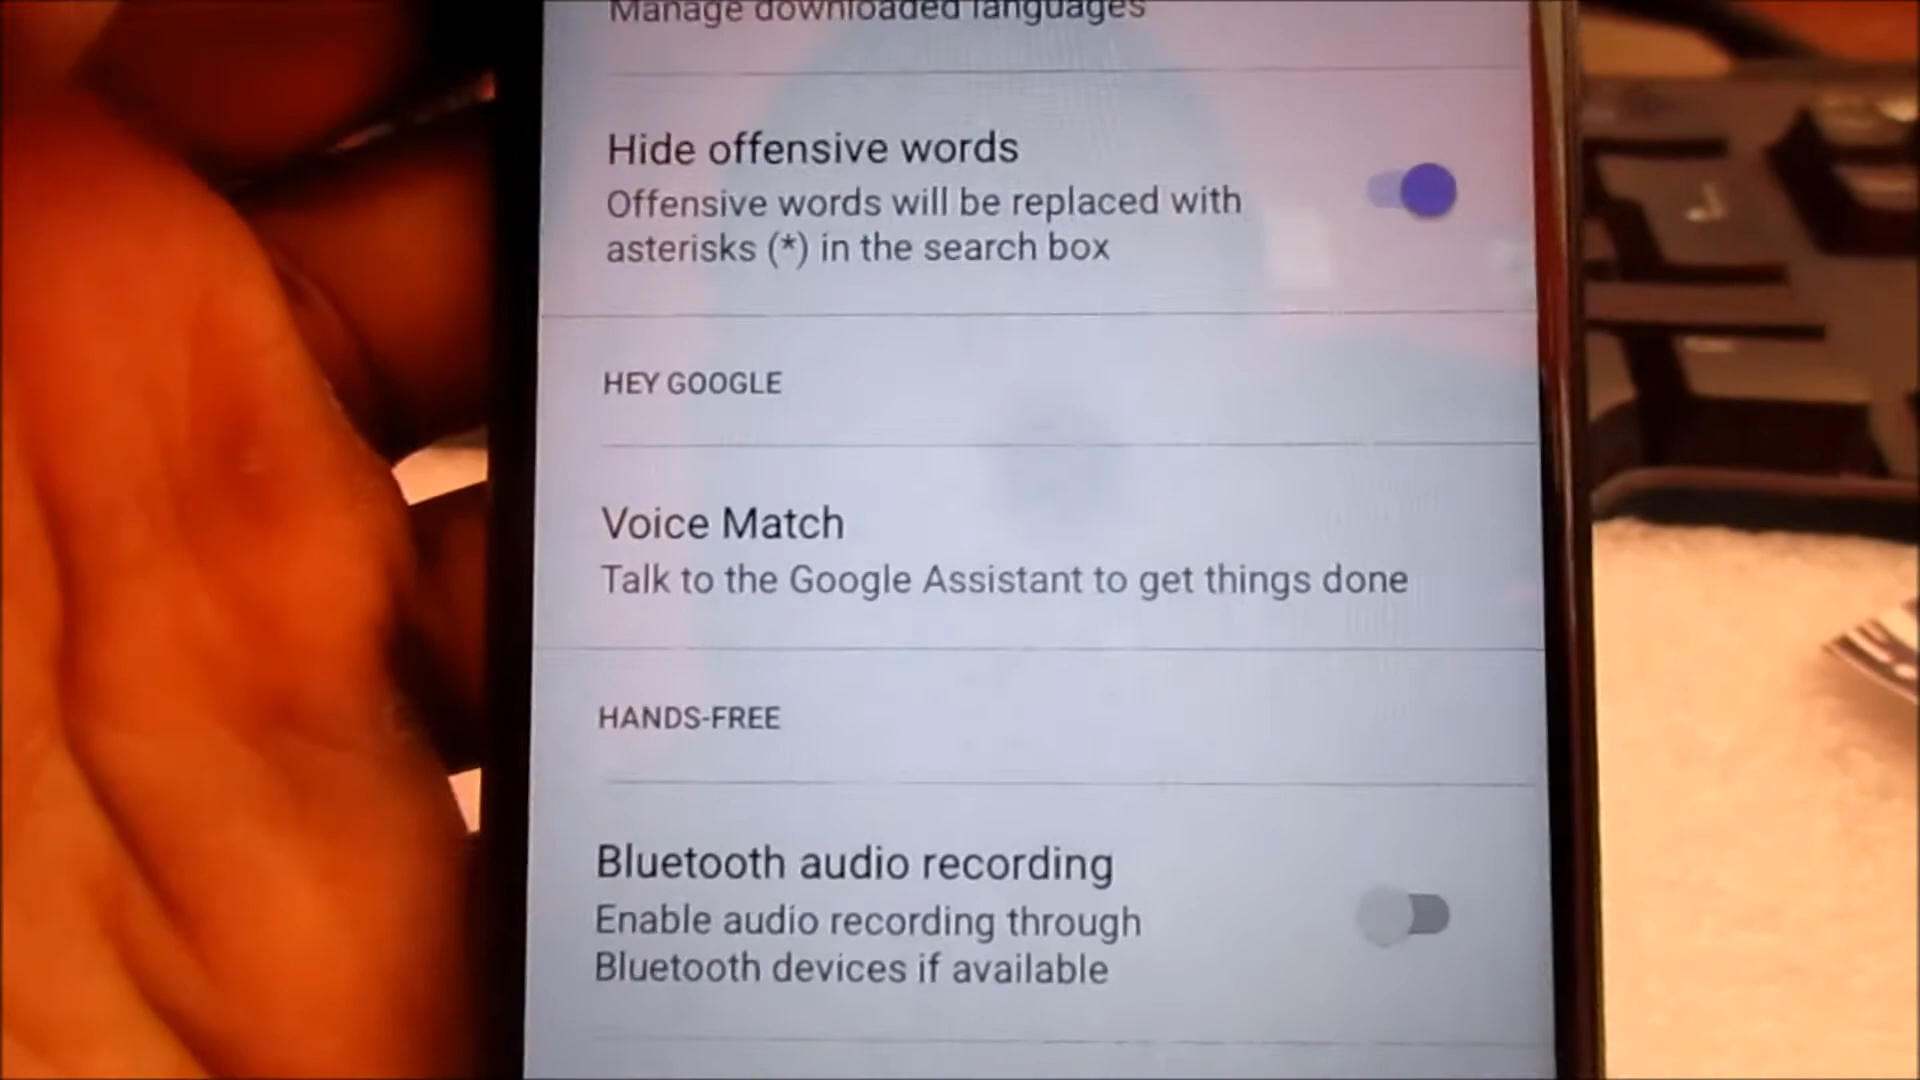 Manage downloaded languages
Hide offensive words
Offensive words will be replaced with
asterisks (*) in the search box
HEY GOOGLE
Voice Match
Talk to the Google Assistant to get things done
HANDS-FREE
Bluetooth audio recording
Enable audio recording through
Bluetooth devices if available